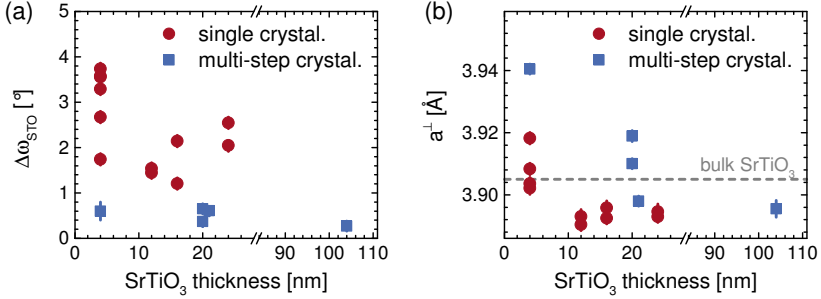 (a)
5
4
3
2
1
0
Δω_STO [°]
single crystal.
multi-step crystal.
0 10 20 90 100 110
SrTiO₃ thickness [nm]
(b)
3.94
3.92
3.90
a^⊥ [Å]
single crystal.
multi-step crystal.
bulk SrTiO₃
0 10 20 90 100 110
SrTiO₃ thickness [nm]